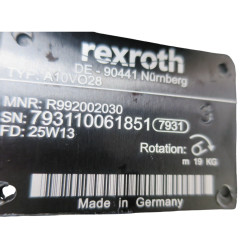 rexroth
DE - 90441 Nürnberg
TYP: A10VO28
MNR: R992002030
SN: 793110061851 7931
FD: 25W13
Rotation:
m 19 KG
Made in Germany